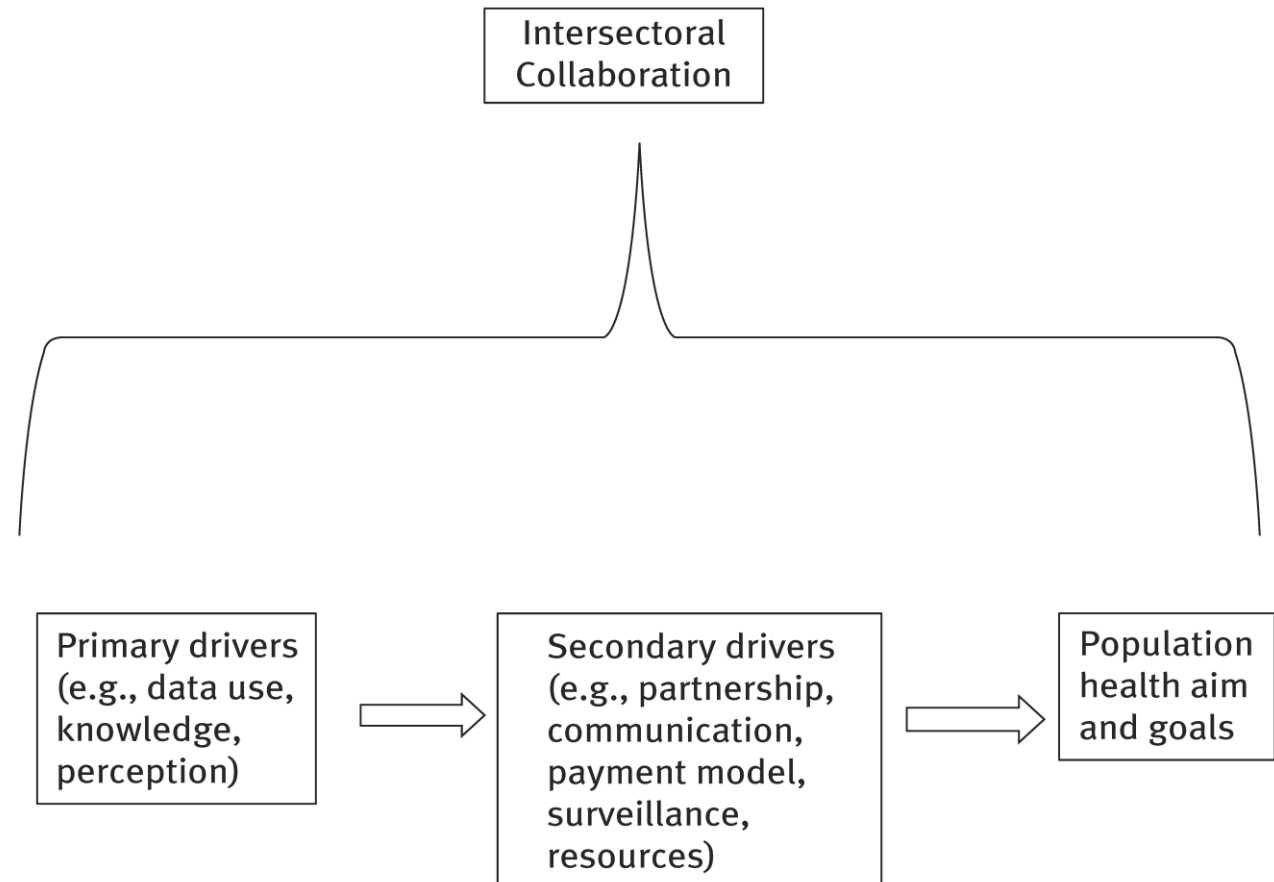 Intersectoral
Collaboration
Primary drivers
(e.g., data use,
knowledge,
perception)
Secondary drivers
(e.g., partnership,
communication,
payment model,
surveillance,
resources)
Population
health aim
and goals